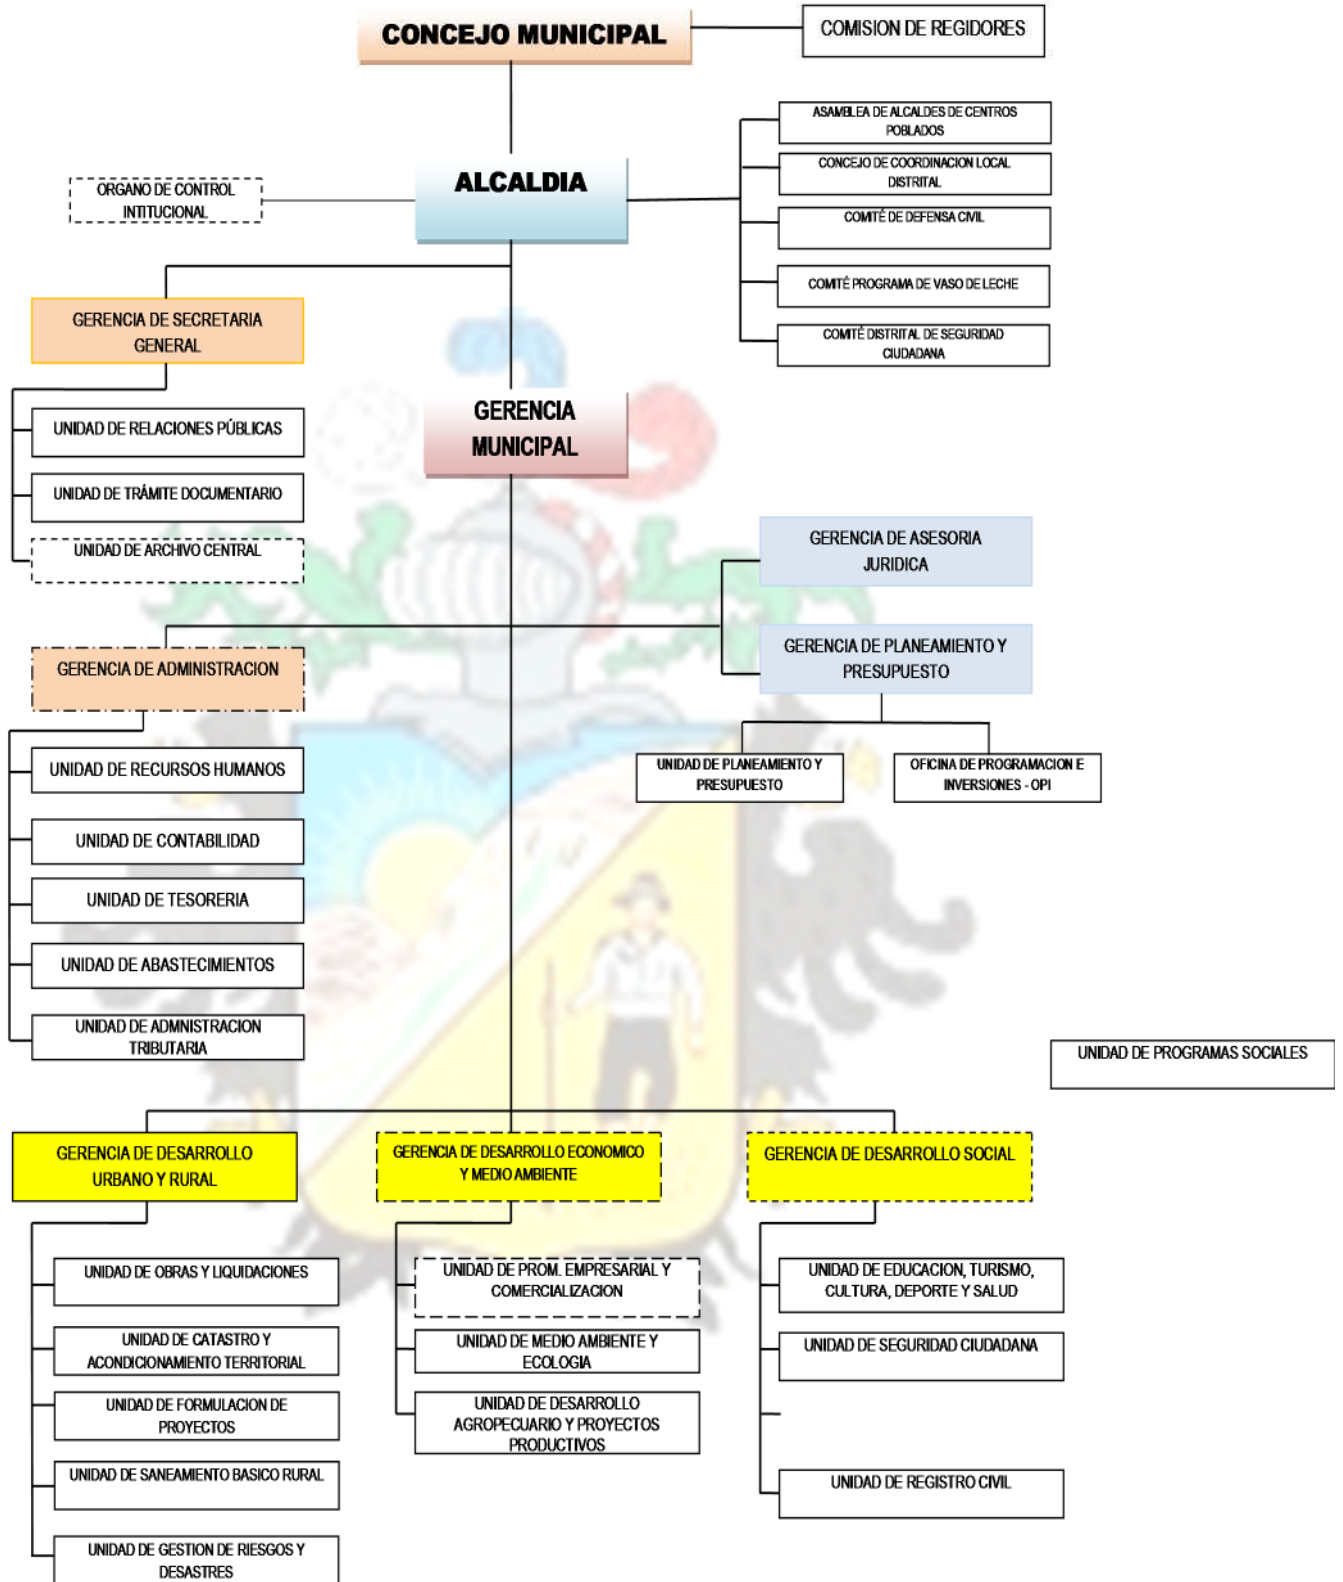 CONCEJO MUNICIPAL
COMISION DE REGIDORES
ASAMBLEA DE ALCALDES DE CENTROS
POBLADOS
CONCEJO DE COORDINACION LOCAL
DISTRITAL
COMITÉ DE DEFENSA CIVIL
COMITÉ PROGRAMA DE VASO DE LECHE
COMITÉ DISTRITAL DE SEGURIDAD
CIUDADANA
ALCALDIA
ORGANO DE CONTROL
INTITUCIONAL
GERENCIA DE SECRETARIA
GENERAL
UNIDAD DE RELACIONES PÚBLICAS
UNIDAD DE TRÁMITE DOCUMENTARIO
UNIDAD DE ARCHIVO CENTRAL
GERENCIA
MUNICIPAL
GERENCIA DE ASESORIA
JURIDICA
GERENCIA DE PLANEAMIENTO Y
PRESUPUESTO
UNIDAD DE PLANEAMIENTO Y
PRESUPUESTO
OFICINA DE PROGRAMACION E
INVERSIONES - OPI
GERENCIA DE ADMINISTRACION
UNIDAD DE RECURSOS HUMANOS
UNIDAD DE CONTABILIDAD
UNIDAD DE TESORERIA
UNIDAD DE ABASTECIMIENTOS
UNIDAD DE ADMNISTRACION
TRIBUTARIA
UNIDAD DE PROGRAMAS SOCIALES
GERENCIA DE DESARROLLO
URBANO Y RURAL
UNIDAD DE OBRAS Y LIQUIDACIONES
UNIDAD DE CATASTRO Y
ACONDICIONAMIENTO TERRITORIAL
UNIDAD DE FORMULACION DE
PROYECTOS
UNIDAD DE SANEAMIENTO BASICO RURAL
UNIDAD DE GESTION DE RIESGOS Y
DESASTRES
GERENCIA DE DESARROLLO ECONOMICO
Y MEDIO AMBIENTE
UNIDAD DE PROM. EMPRESARIAL Y
COMERCIALIZACION
UNIDAD DE MEDIO AMBIENTE Y
ECOLOGIA
UNIDAD DE DESARROLLO
AGROPECUARIO Y PROYECTOS
PRODUCTIVOS
GERENCIA DE DESARROLLO SOCIAL
UNIDAD DE EDUCACION, TURISMO,
CULTURA, DEPORTE Y SALUD
UNIDAD DE SEGURIDAD CIUDADANA
UNIDAD DE REGISTRO CIVIL